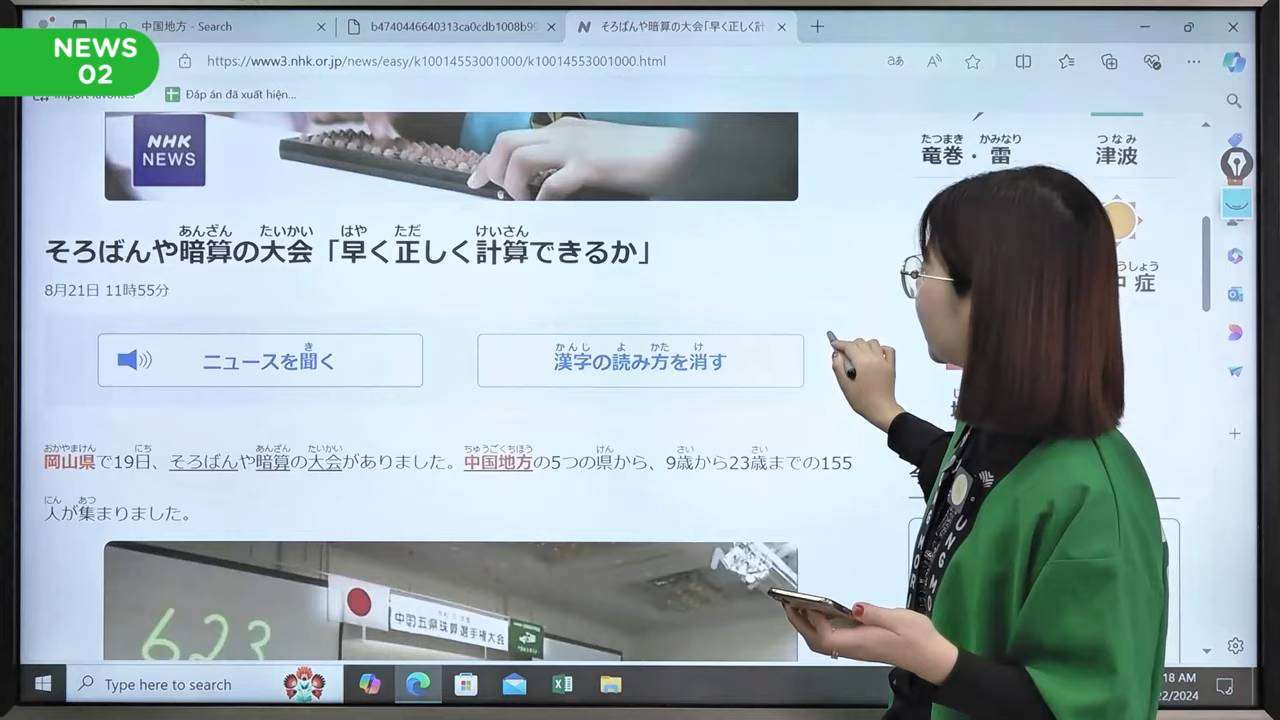 NEWS
02
中国地方 - Search
b4740446640313ca0cdb1008b9
そろばんや暗算の大会「早く正しく計
https://www3.nhk.or.jp/news/easy/k10014553001000/k10014553001000.html
Import favorites
Đáp án đã xuất hiện...
NHK
NEWS
たつまき かみなり
竜巻・雷
つなみ
津波
あんざん たいかい はや ただ けいさん
そろばんや暗算の大会「早く正しく計算できるか」
8月21日 11時55分
うしょう
中症
き
ニュースを聞く
かんじ よ かた け
漢字の読み方を消す
おかやまけん にち あんざん たいかい ちゅうごくちほう けん さい さい
岡山県で19日、そろばんや暗算の大会がありました。中国地方の5つの県から、9歳から23歳までの155
にん あつ
人が集まりました。
623
中国五県珠算選手権大会
Type here to search
18 AM
2/2024